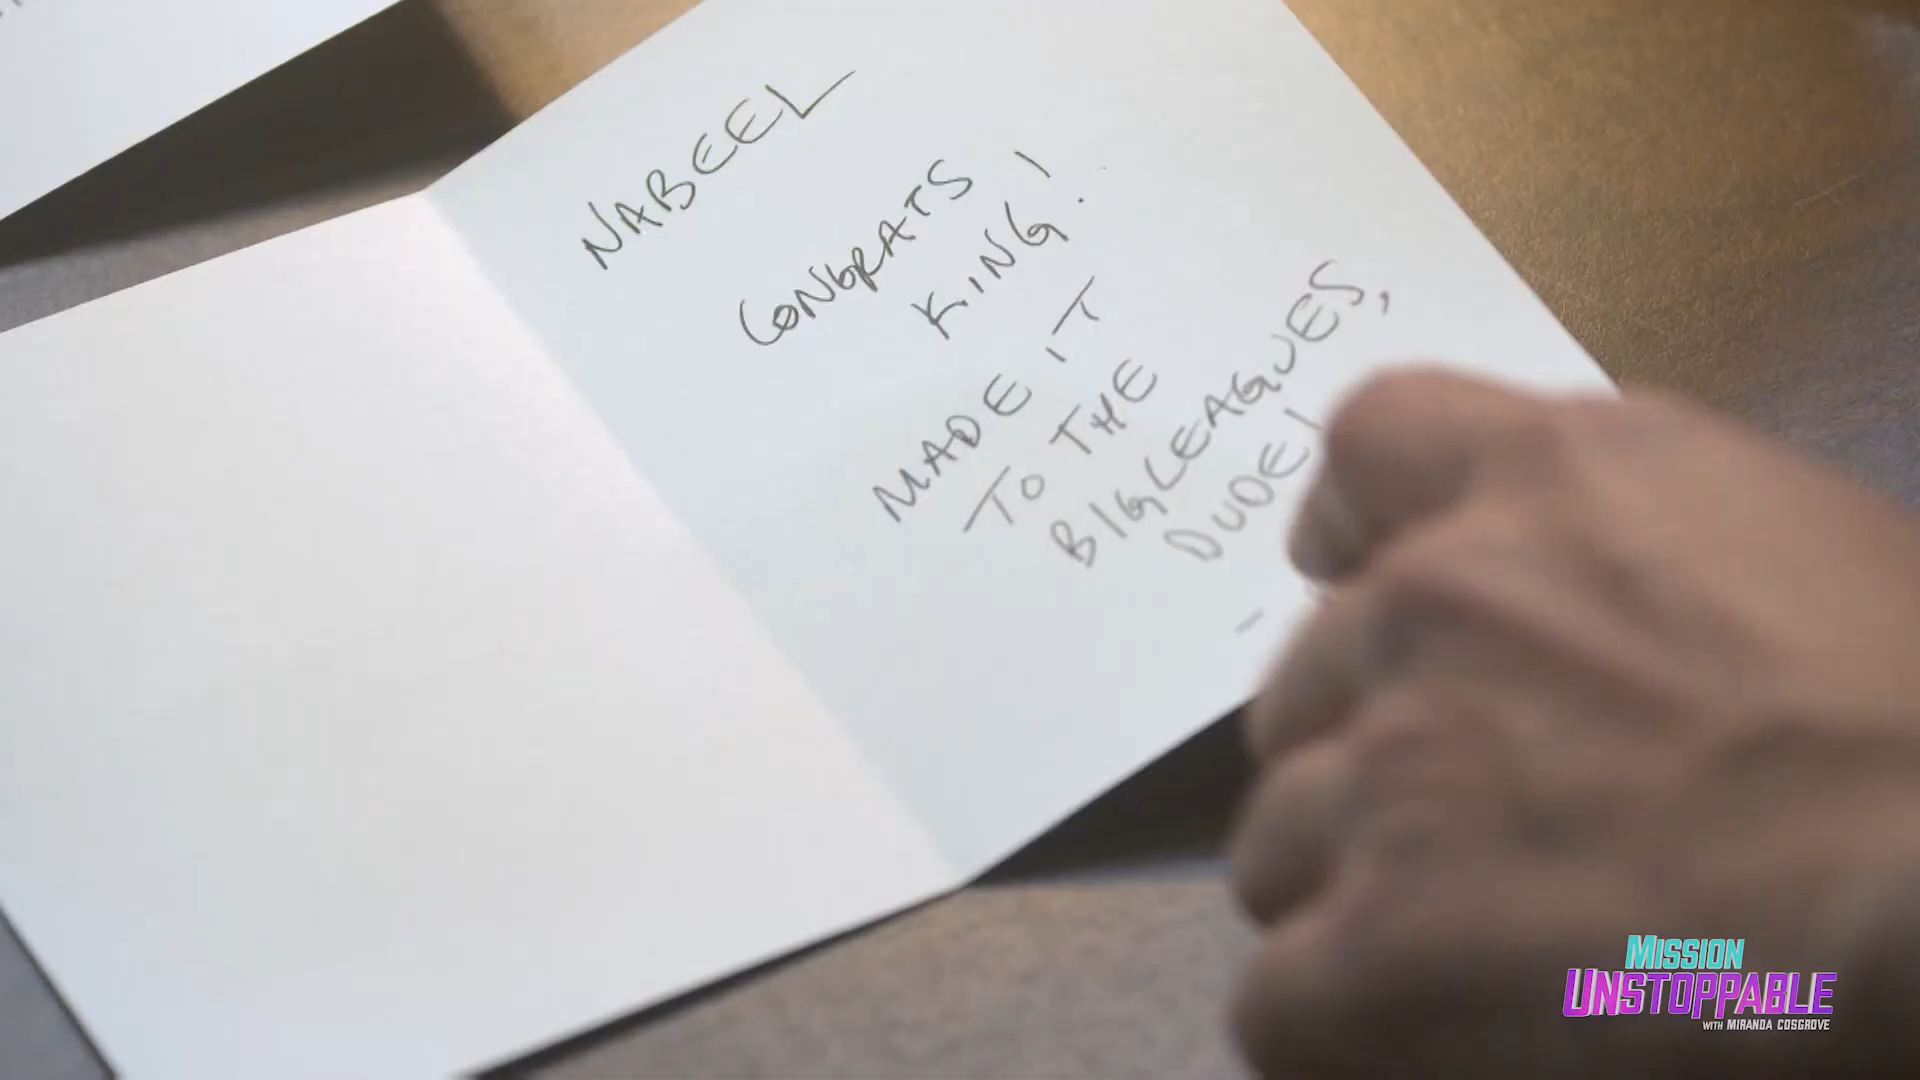 NABEEL
CONGRATS
KING!
MADE IT
TO THE
BIG LEAGUES,
DUDE!
-
MISSION
UNSTOPPABLE
WITH MIRANDA COSGROVE